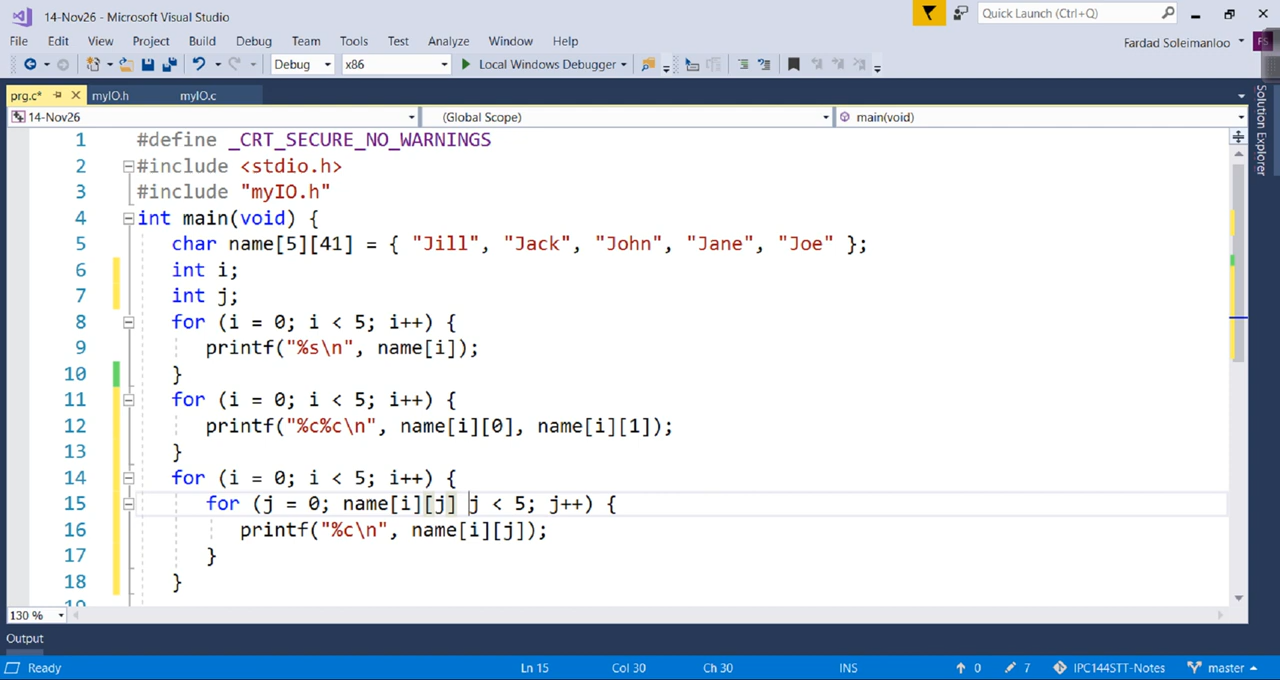 14-Nov26 - Microsoft Visual Studio
Quick Launch (Ctrl+Q)
File Edit View Project Build Debug Team Tools Test Analyze Window Help
Fardad Soleimanloo
FS
Debug x86 Local Windows Debugger
prg.c* myIO.h myIO.c
14-Nov26 (Global Scope) main(void)
Solution Explorer
1 #define _CRT_SECURE_NO_WARNINGS
2 #include <stdio.h>
3 #include "myIO.h"
4 int main(void) {
5 char name[5][41] = { "Jill", "Jack", "John", "Jane", "Joe" };
6 int i;
7 int j;
8 for (i = 0; i < 5; i++) {
9 printf("%s\n", name[i]);
10 }
11 for (i = 0; i < 5; i++) {
12 printf("%c%c\n", name[i][0], name[i][1]);
13 }
14 for (i = 0; i < 5; i++) {
15 for (j = 0; name[i][j] j < 5; j++) {
16 printf("%c\n", name[i][j]);
17 }
18 }
19
130 %
Output
Ready Ln 15 Col 30 Ch 30 INS 0 7 IPC144STT-Notes master